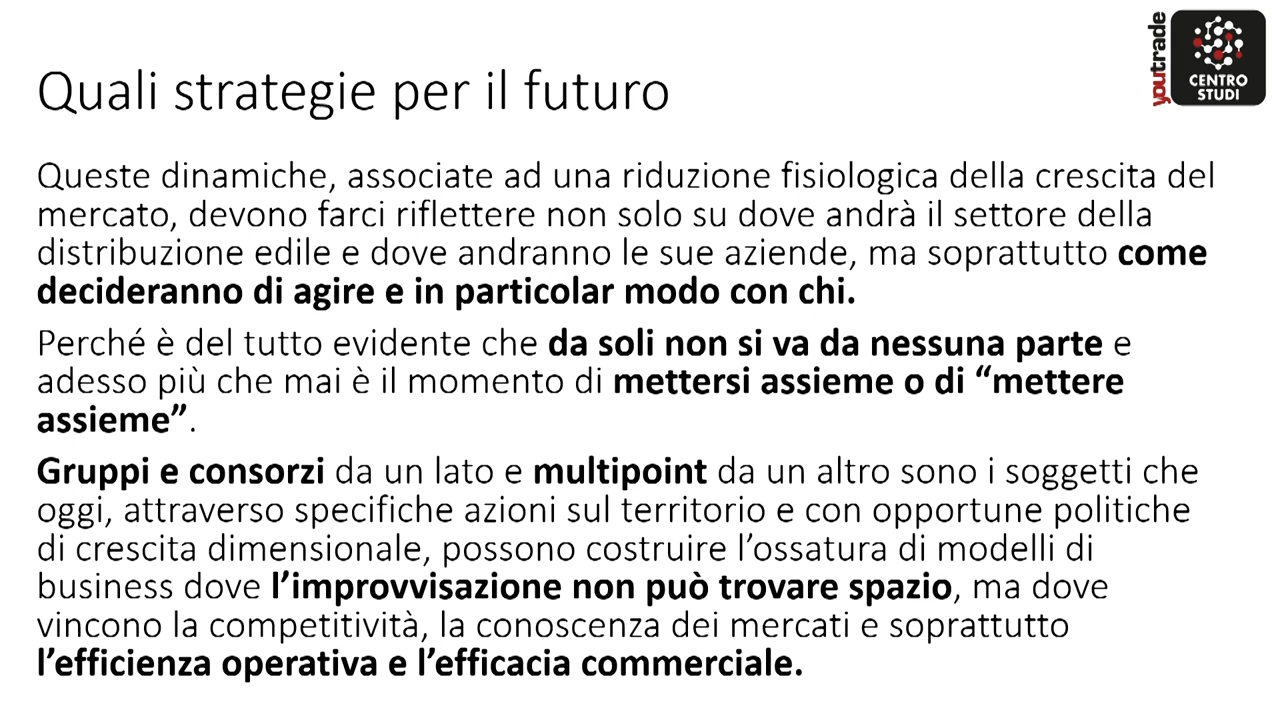 Quali strategie per il futuro
youtrade
CENTRO
STUDI
Queste dinamiche, associate ad una riduzione fisiologica della crescita del
mercato, devono farci riflettere non solo su dove andrà il settore della
distribuzione edile e dove andranno le sue aziende, ma soprattutto come
decideranno di agire e in particolar modo con chi.
Perché è del tutto evidente che da soli non si va da nessuna parte e
adesso più che mai è il momento di mettersi assieme o di “mettere
assieme”.
Gruppi e consorzi da un lato e multipoint da un altro sono i soggetti che
oggi, attraverso specifiche azioni sul territorio e con opportune politiche
di crescita dimensionale, possono costruire l’ossatura di modelli di
business dove l’improvvisazione non può trovare spazio, ma dove
vincono la competitività, la conoscenza dei mercati e soprattutto
l’efficienza operativa e l’efficacia commerciale.